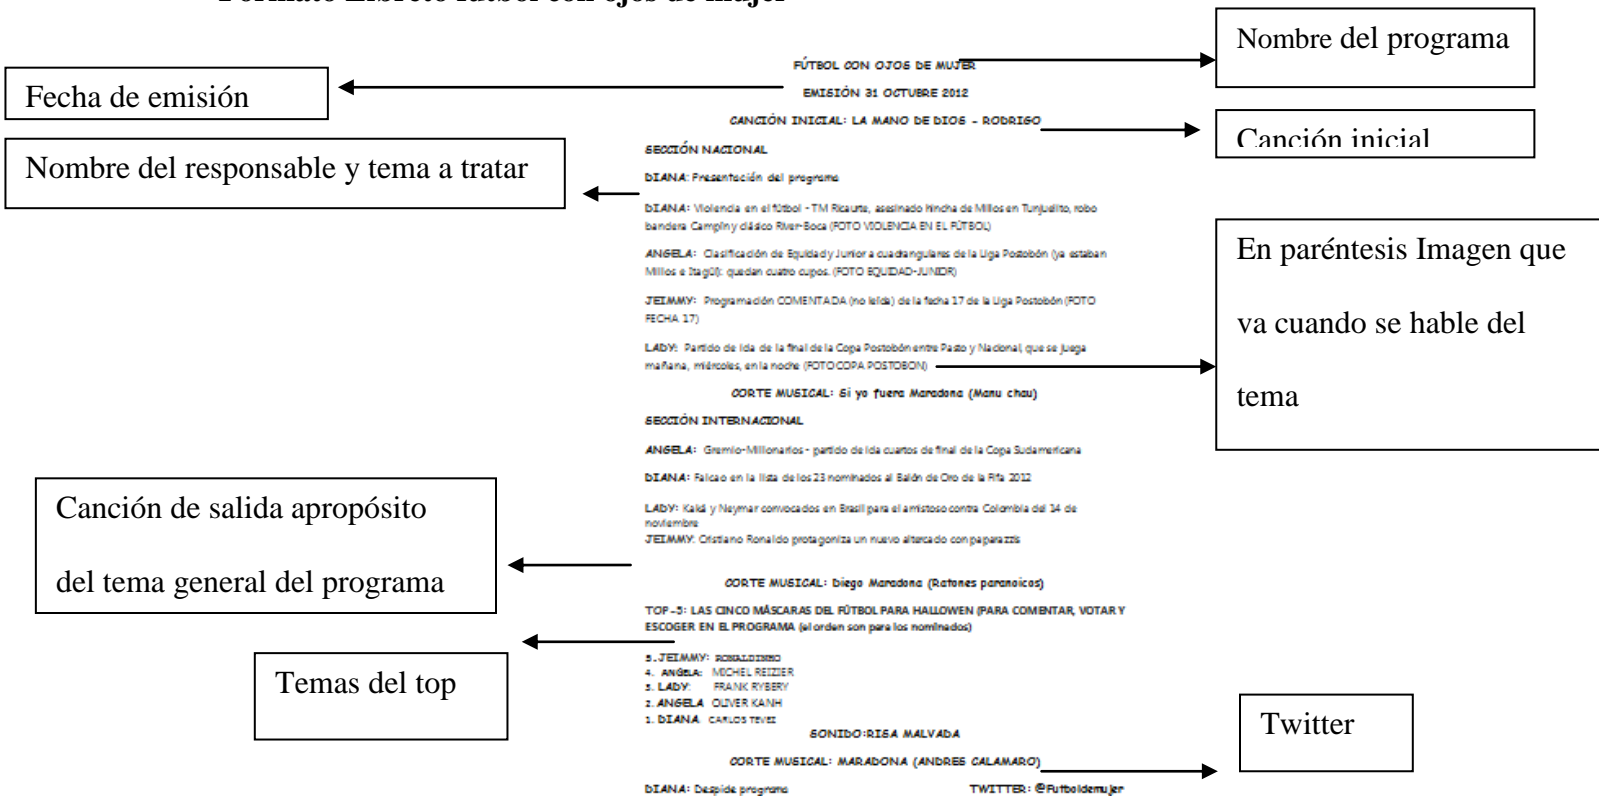 Formato Libreto fútbol con ojos de mujer
Nombre del programa
FÚTBOL CON OJOS DE MUJER
Fecha de emisión
EMISIÓN 31 OCTUBRE 2012
CANCIÓN INICIAL: LA MANO DE DIOS - RODRIGO
Canción inicial
SECCIÓN NACIONAL
Nombre del responsable y tema a tratar
DIANA: Presentación del programa
DIANA: Violencia en el fútbol - TM Ricaurte, asesinado hincha de Millos en Tunjuelito, robo
bandera Campín y clásico River-Boca (FOTO VIOLENCIA EN EL FÚTBOL)
ANGELA: Clasificación de Equidad y Junior a cuadrangulares de la Liga Postobón (ya estaban
Millos e Itagüí): quedan cuatro cupos. (FOTO EQUIDAD-JUNIOR)
En paréntesis Imagen que
va cuando se hable del
tema
JEIMMY: Programación COMENTADA (no leída) de la fecha 17 de la Liga Postobón (FOTO
FECHA 17)
LADY: Partido de ida de la final de la Copa Postobón entre Pasto y Nacional, que se juega
mañana, miércoles, en la noche (FOTO COPA POSTOBON)
CORTE MUSICAL: Si yo fuera Maradona (Manu chau)
SECCIÓN INTERNACIONAL
ANGELA: Gremio-Millonarios - partido de ida cuartos de final de la Copa Sudamericana
DIANA: Falcao en la lista de los 23 nominados al Balón de Oro de la Fifa 2012
LADY: Kaká y Neymar convocados en Brasil para el amistoso contra Colombia del 14 de
noviembre
JEIMMY: Cristiano Ronaldo protagoniza un nuevo altercado con paparazzis
Canción de salida apropósito
del tema general del programa
CORTE MUSICAL: Diego Maradona (Ratones paranoicos)
TOP-5: LAS CINCO MÁSCARAS DEL FÚTBOL PARA HALLOWEN (PARA COMENTAR, VOTAR Y
ESCOGER EN EL PROGRAMA (el orden son para los nominados)
Temas del top
5. JEIMMY: RONALDINHO
4. ANGELA: MICHEL REIZIER
3. LADY: FRANK RYBERY
2. ANGELA OLIVER KANH
1. DIANA CARLOS TEVEZ
SONIDO: RISA MALVADA
CORTE MUSICAL: MARADONA (ANDRES CALAMARO)
Twitter
DIANA: Despide programa TWITTER: @Futboldemujer